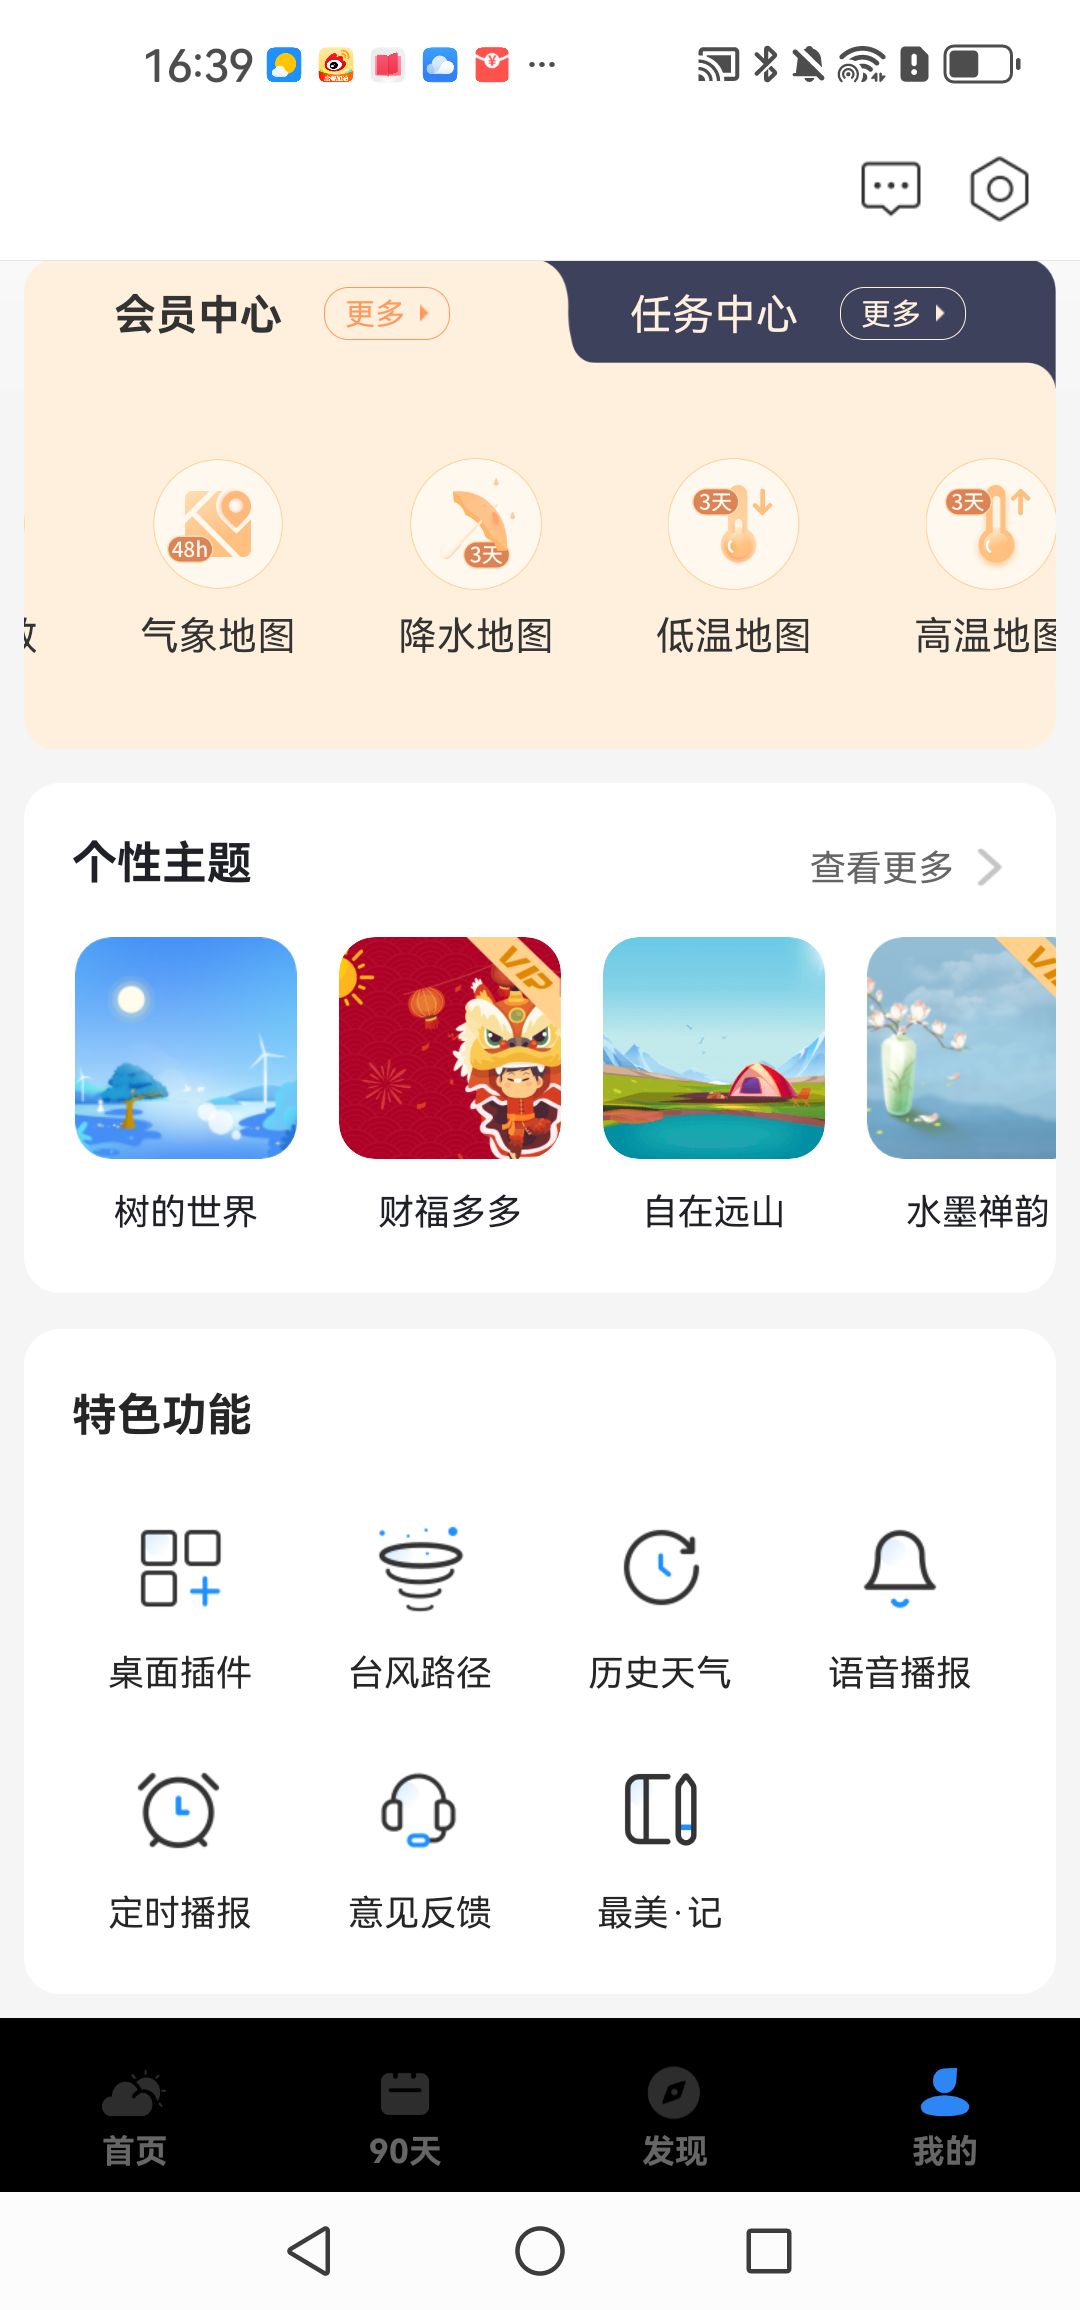 16:39
会员中心 更多
任务中心 更多
48h
3天
3天
3天
气象地图
降水地图
低温地图
高温地图
个性主题
查看更多
VIP
树的世界
财福多多
自在远山
水墨禅韵
特色功能
桌面插件
台风路径
历史天气
语音播报
定时播报
意见反馈
最美·记
首页
90天
发现
我的